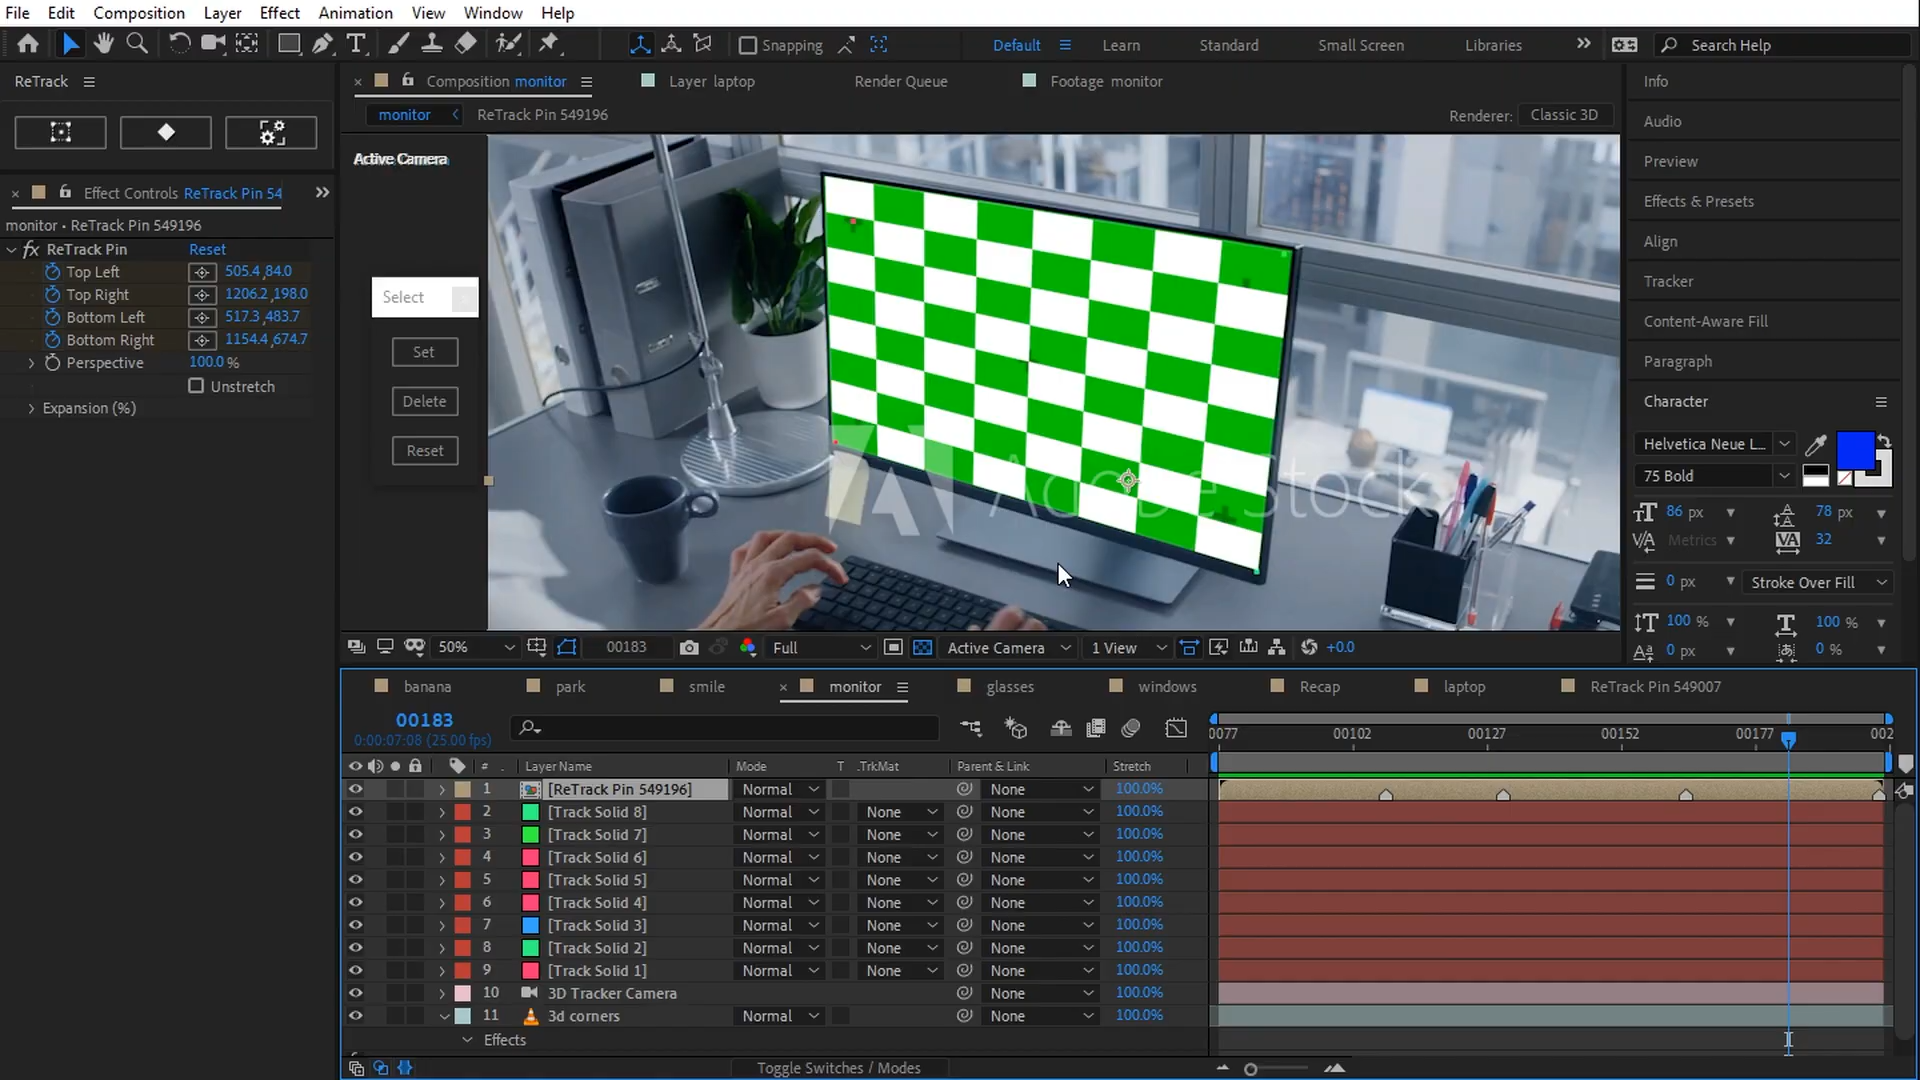 File Edit Composition Layer Effect Animation View Window Help
Snapping Default Learn Standard Small Screen Libraries Search Help
ReTrack
Composition monitor Layer laptop Render Queue Footage monitor
monitor ReTrack Pin 549196 Renderer: Classic 3D
Active Camera
Select
Set
Delete
Reset
Adobe Stock
Effect Controls ReTrack Pin 54
monitor • ReTrack Pin 549196
fx ReTrack Pin Reset
Top Left 505.4,84.0
Top Right 1206.2,198.0
Bottom Left 517.3,483.7
Bottom Right 1154.4,674.7
Perspective 100.0 %
Unstretch
Expansion (%)
Info
Audio
Preview
Effects & Presets
Align
Tracker
Content-Aware Fill
Paragraph
Character
Helvetica Neue L...
75 Bold
86 px 78 px
Metrics 32
0 px Stroke Over Fill
100 % 100 %
0 px 0 %
50% 00183 Full Active Camera 1 View +0.0
banana park smile monitor glasses windows Recap laptop ReTrack Pin 549007
00183
0:00:07:08 (25.00 fps)
0077 00102 00127 00152 00177 002
# Layer Name Mode T .TrkMat Parent & Link Stretch
1 [ReTrack Pin 549196] Normal None 100.0%
2 [Track Solid 8] Normal None None 100.0%
3 [Track Solid 7] Normal None None 100.0%
4 [Track Solid 6] Normal None None 100.0%
5 [Track Solid 5] Normal None None 100.0%
6 [Track Solid 4] Normal None None 100.0%
7 [Track Solid 3] Normal None None 100.0%
8 [Track Solid 2] Normal None None 100.0%
9 [Track Solid 1] Normal None None 100.0%
10 3D Tracker Camera None 100.0%
11 3d corners Normal None 100.0%
Effects
Toggle Switches / Modes